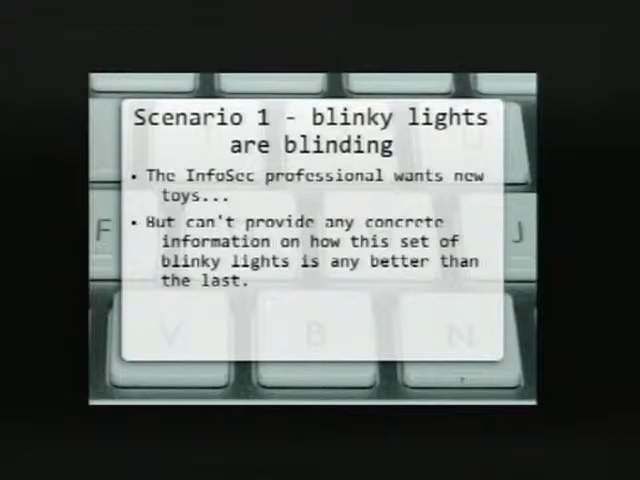 Scenario 1 - blinky lights
are blinding
• The InfoSec professional wants new
toys...
• But can't provide any concrete
information on how this set of
blinky lights is any better than
the last.
F
J
V
B
N